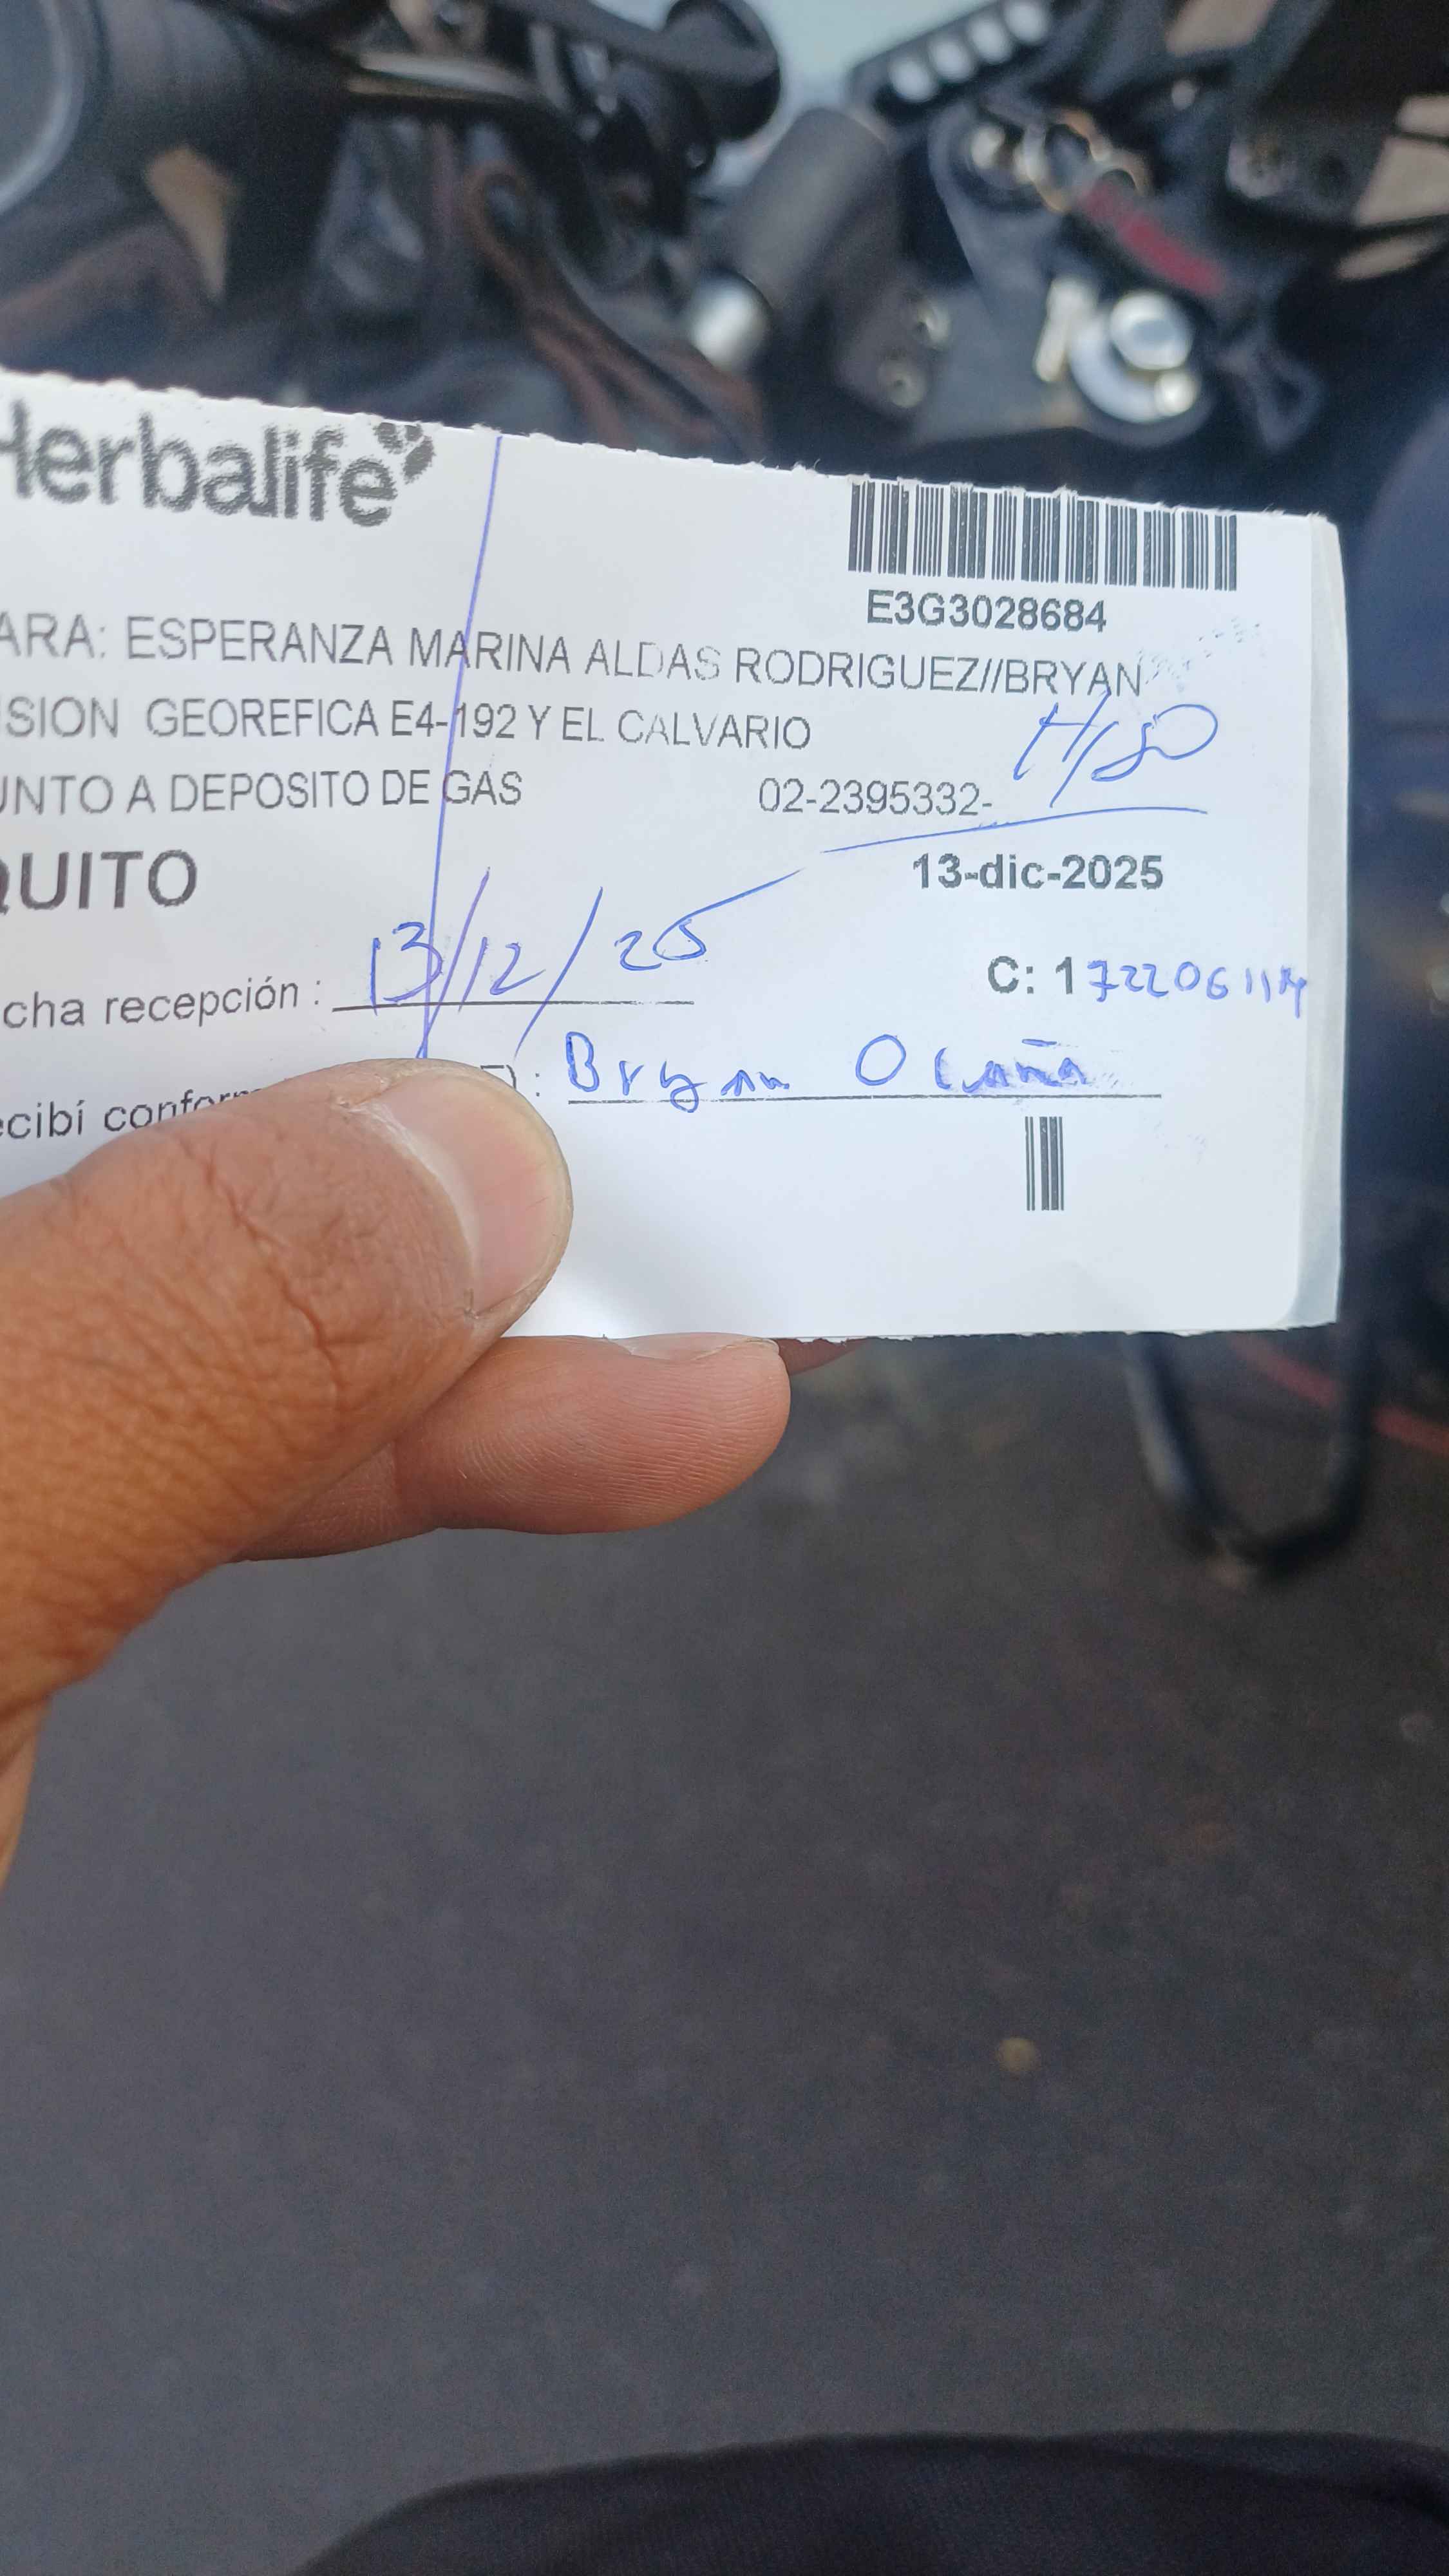 Herbalife
E3G3028684
ARA: ESPERANZA MARINA ALDAS RODRIGUEZ//BRYAN
SION GEOREFICA E4-192 Y EL CALVARIO
UNTO A DEPOSITO DE GAS 02-2395332-
QUITO 13-dic-2025
cha recepción : 13/12/25
C: 1
ecibí confor : Bryan Ocaña